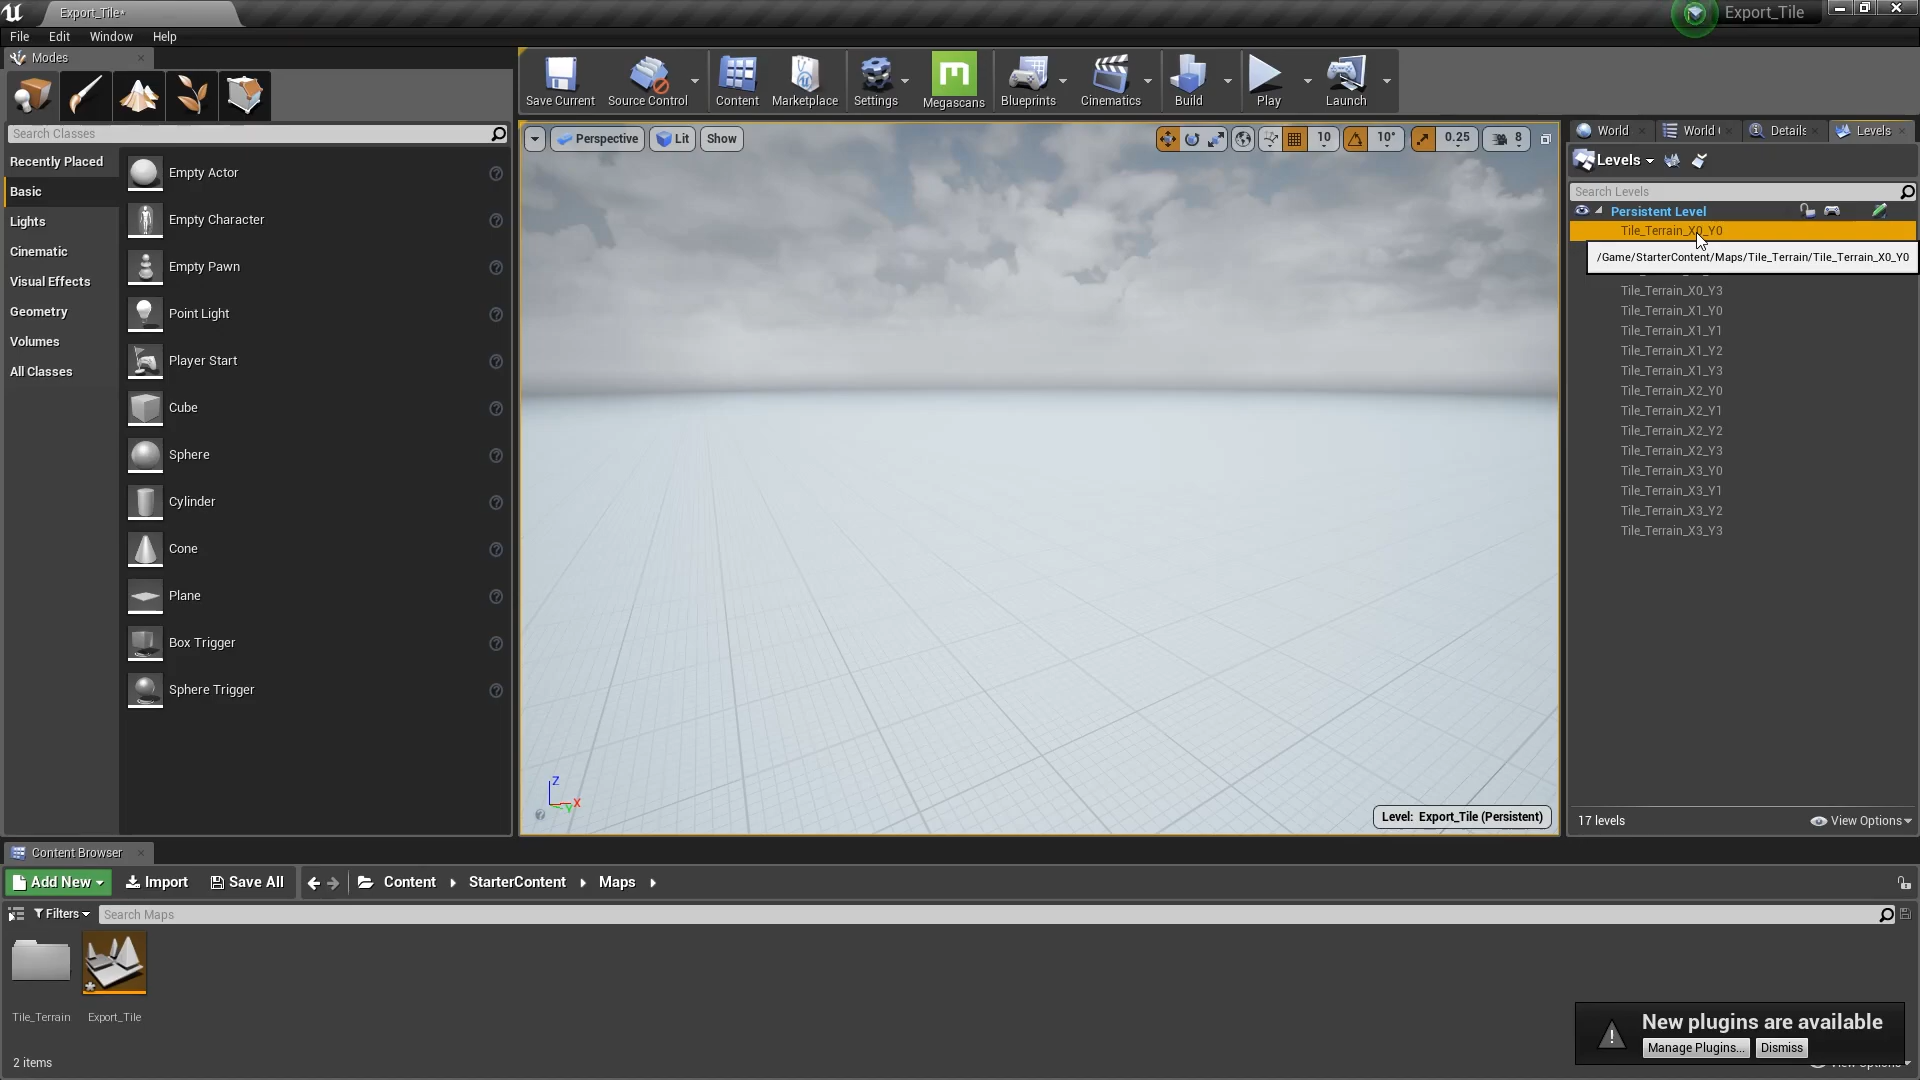 Export_Tile*
Export_Tile
File Edit Window Help
Modes
Save Current
Source Control
Content
Marketplace
Settings
Megascans
Blueprints
Cinematics
Build
Play
Launch
Search Classes
Recently Placed
Basic
Lights
Cinematic
Visual Effects
Geometry
Volumes
All Classes
Empty Actor
Empty Character
Empty Pawn
Point Light
Player Start
Cube
Sphere
Cylinder
Cone
Plane
Box Trigger
Sphere Trigger
Perspective Lit Show
10 10° 0.25 8
Z
X
Y
Level: Export_Tile (Persistent)
World World Details Levels
Levels
Search Levels
Persistent Level
Tile_Terrain_X0_Y0
/Game/StarterContent/Maps/Tile_Terrain/Tile_Terrain_X0_Y0
Tile_Terrain_X0_Y3
Tile_Terrain_X1_Y0
Tile_Terrain_X1_Y1
Tile_Terrain_X1_Y2
Tile_Terrain_X1_Y3
Tile_Terrain_X2_Y0
Tile_Terrain_X2_Y1
Tile_Terrain_X2_Y2
Tile_Terrain_X2_Y3
Tile_Terrain_X3_Y0
Tile_Terrain_X3_Y1
Tile_Terrain_X3_Y2
Tile_Terrain_X3_Y3
17 levels
View Options
Content Browser
Add New Import Save All Content StarterContent Maps
Filters Search Maps
Tile_Terrain
Export_Tile
2 items
New plugins are available
Manage Plugins... Dismiss